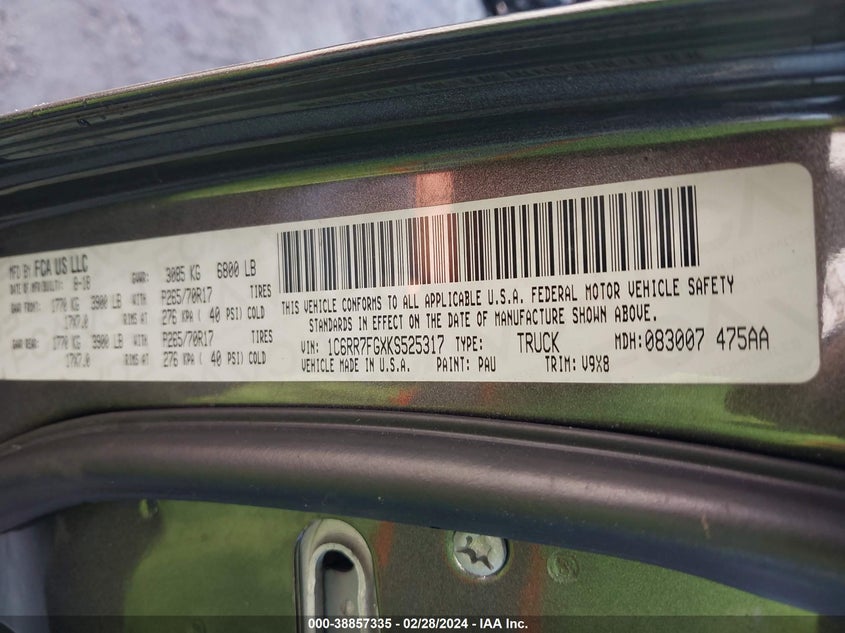 MFD BY: FCA US LLC
DATE OF MFR(BUILT): 8-18 GVWR: 3085 KG 6800 LB
GAWR FRONT: 1770 KG 3900 LB WITH P265/70R17 TIRES
17X7.0 RIMS AT 276 KPA ( 40 PSI) COLD
GAWR REAR: 1770 KG 3900 LB WITH P265/70R17 TIRES
17X7.0 RIMS AT 276 KPA ( 40 PSI) COLD
THIS VEHICLE CONFORMS TO ALL APPLICABLE U.S.A. FEDERAL MOTOR VEHICLE SAFETY
STANDARDS IN EFFECT ON THE DATE OF MANUFACTURE SHOWN ABOVE.
VIN: 1C6RR7FGXKS525317 TYPE: TRUCK MDH: 083007 475AA
VEHICLE MADE IN U.S.A. PAINT: PAU TRIM: V9X8
000-38857335 / 02/28/2024 - IAA Inc.